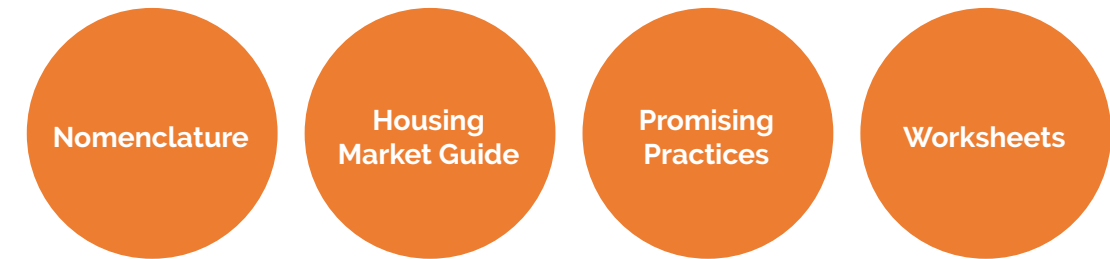 Nomenclature
Housing
Market Guide
Promising
Practices
Worksheets